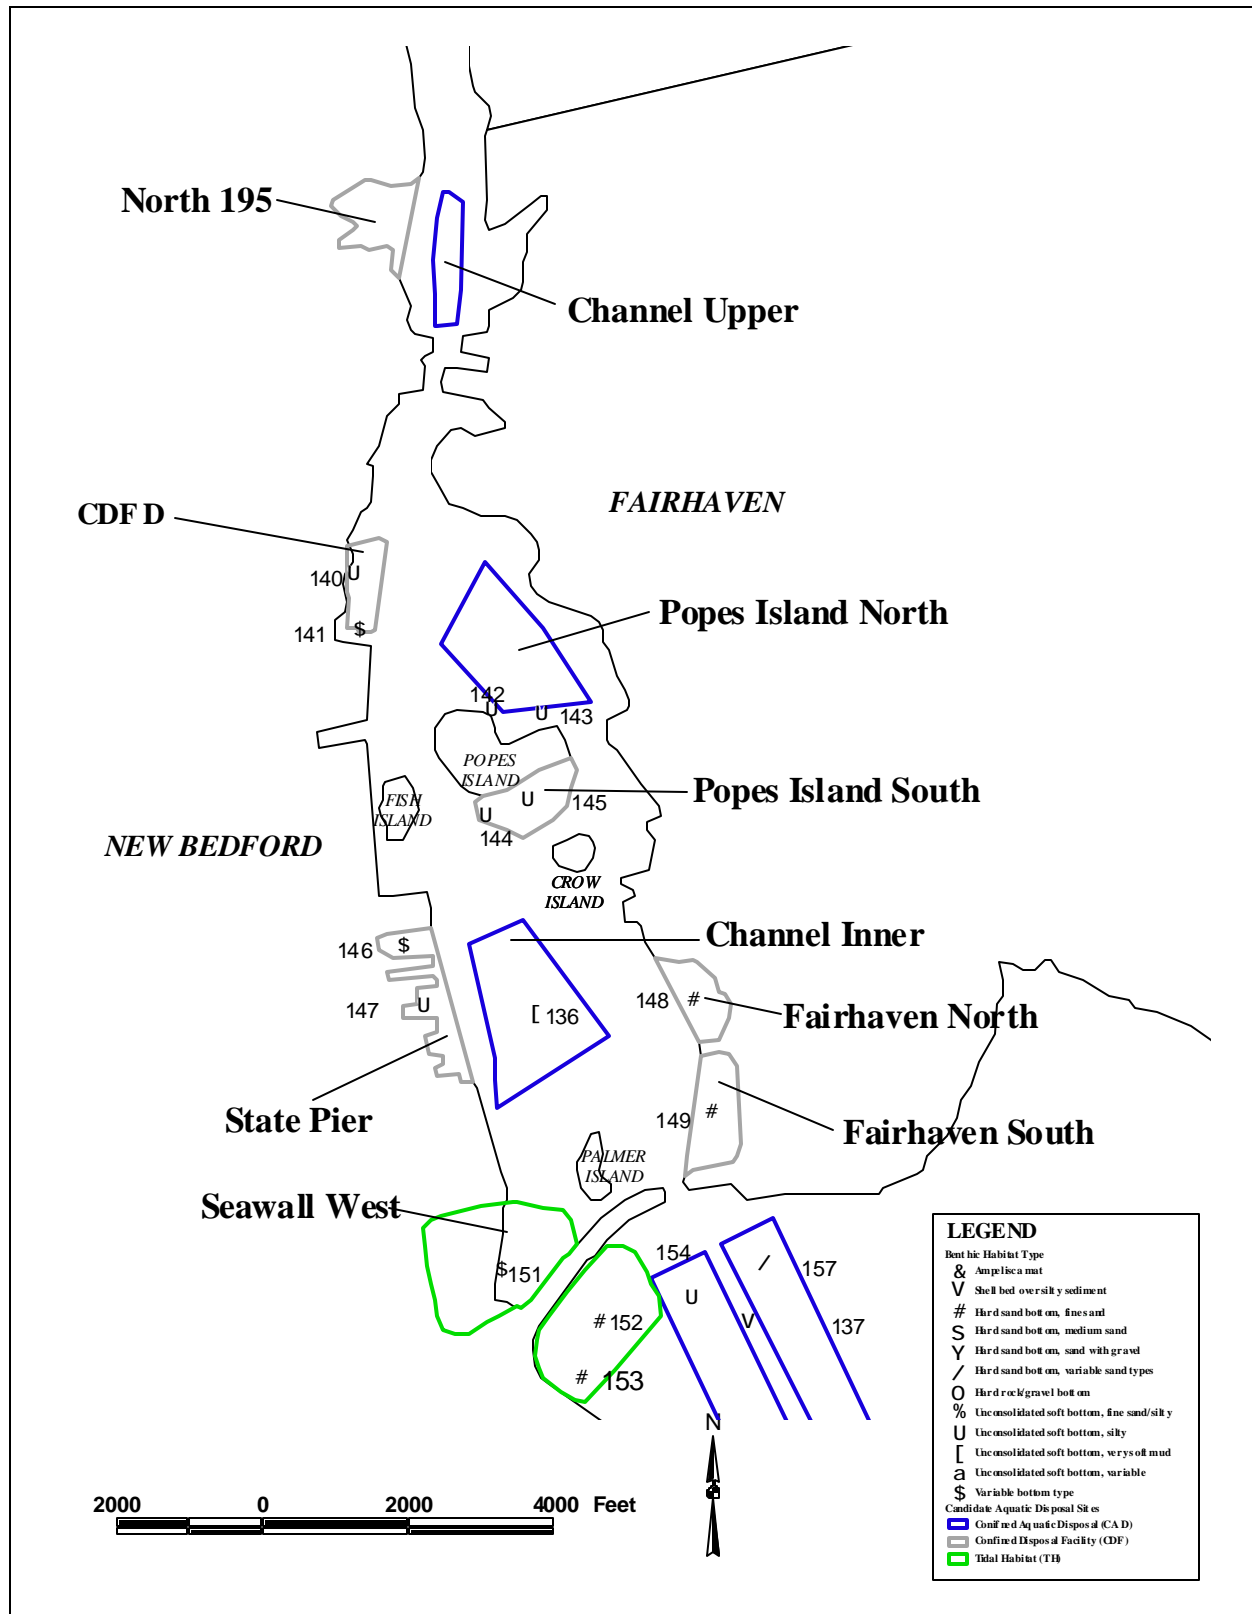 North 195
Channel Upper
FAIRHAVEN
CDF D
140
U
141
$
Popes Island North
142
U
U
143
POPES
ISLAND
Popes Island South
U
145
U
144
FISH
ISLAND
NEW BEDFORD
CROW
ISLAND
Channel Inner
146
$
147
U
[ 136
148
#
Fairhaven North
State Pier
149
#
Fairhaven South
PALMER
ISLAND
Seawall West
$ 151
154
U
/
157
V
137
# 152
# 153
N
2000 0 2000 4000 Feet
LEGEND
Benthic Habitat Type
& Ampelisca mat
V Shell bed over silty sediment
# Hard sand bottom, fine sand
S Hard sand bottom, medium sand
Y Hard sand bottom, sand with gravel
/ Hard sand bottom, variable sand types
O Hard rock/gravel bottom
% Unconsolidated soft bottom, fine sand/silty
U Unconsolidated soft bottom, silty
[ Unconsolidated soft bottom, very soft mud
a Unconsolidated soft bottom, variable
$ Variable bottom type
Candidate Aquatic Disposal Sites
Conifned Aquatic Disposal (CAD)
Confined Disposal Facility (CDF)
Tidal Habitat (TH)